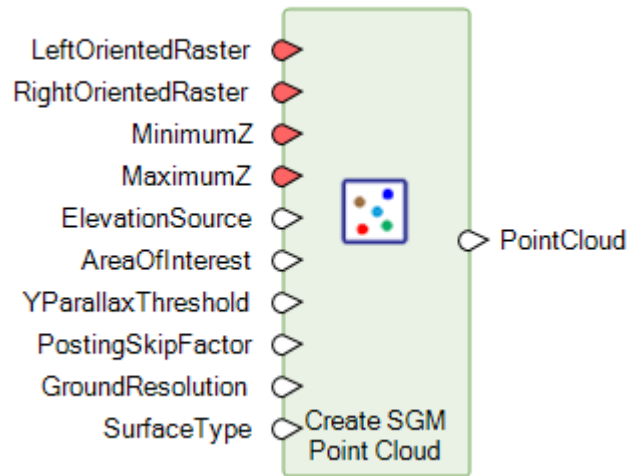 LeftOrientedRaster
RightOrientedRaster
MinimumZ
MaximumZ
ElevationSource
AreaOfInterest
YParallaxThreshold
PostingSkipFactor
GroundResolution
SurfaceType
Create SGM
Point Cloud
PointCloud